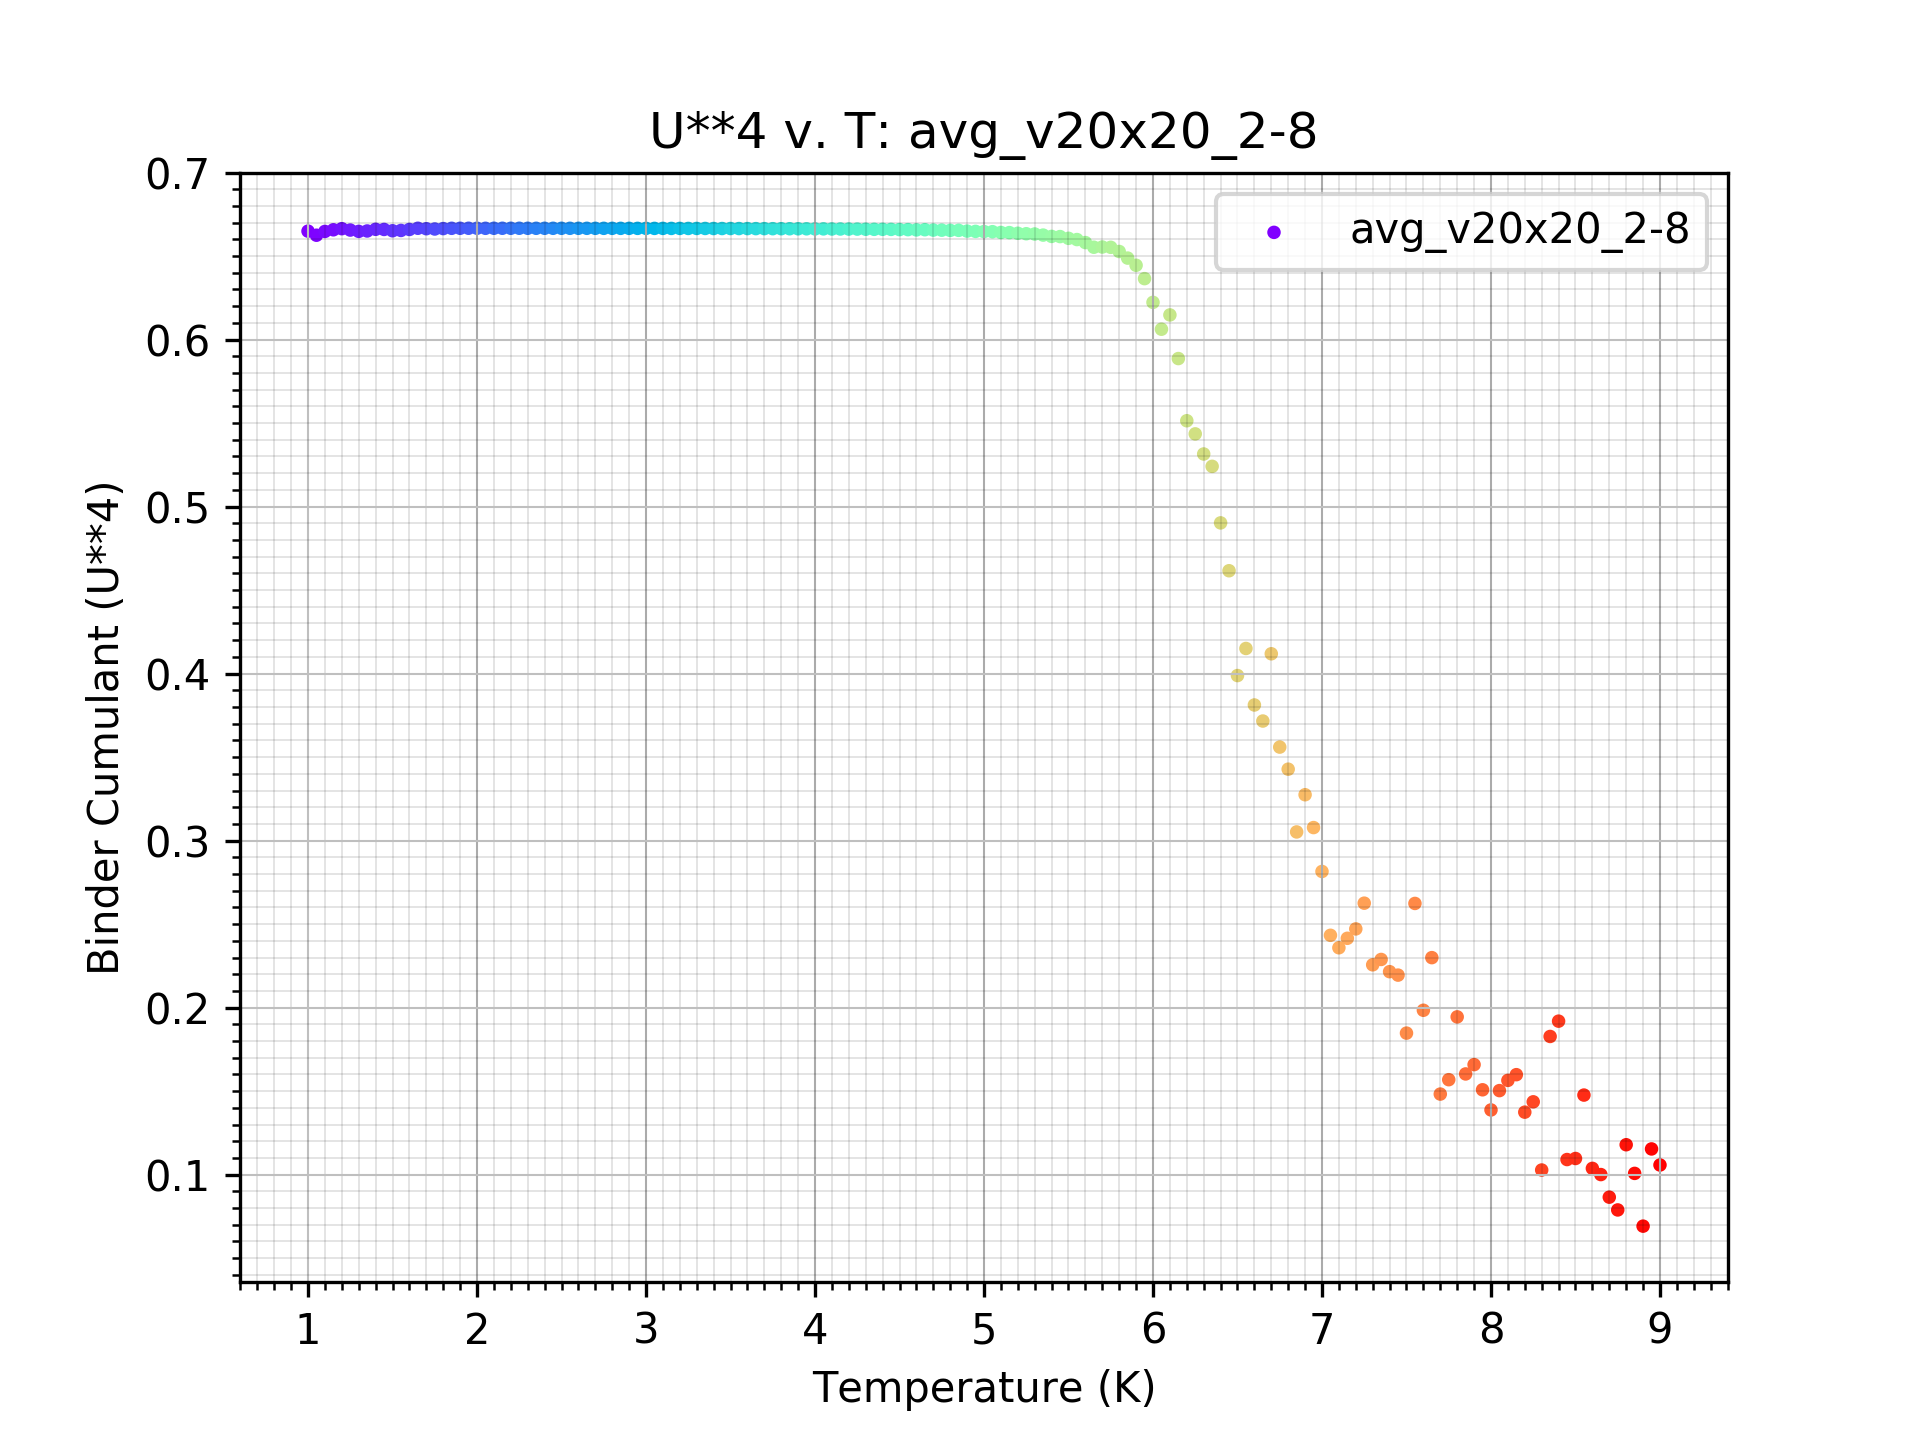 U**4 v. T: avg_v20x20_2-8
avg_v20x20_2-8
0.7
0.6
0.5
0.4
0.3
0.2
0.1
Binder Cumulant (U**4)
1 2 3 4 5 6 7 8 9
Temperature (K)